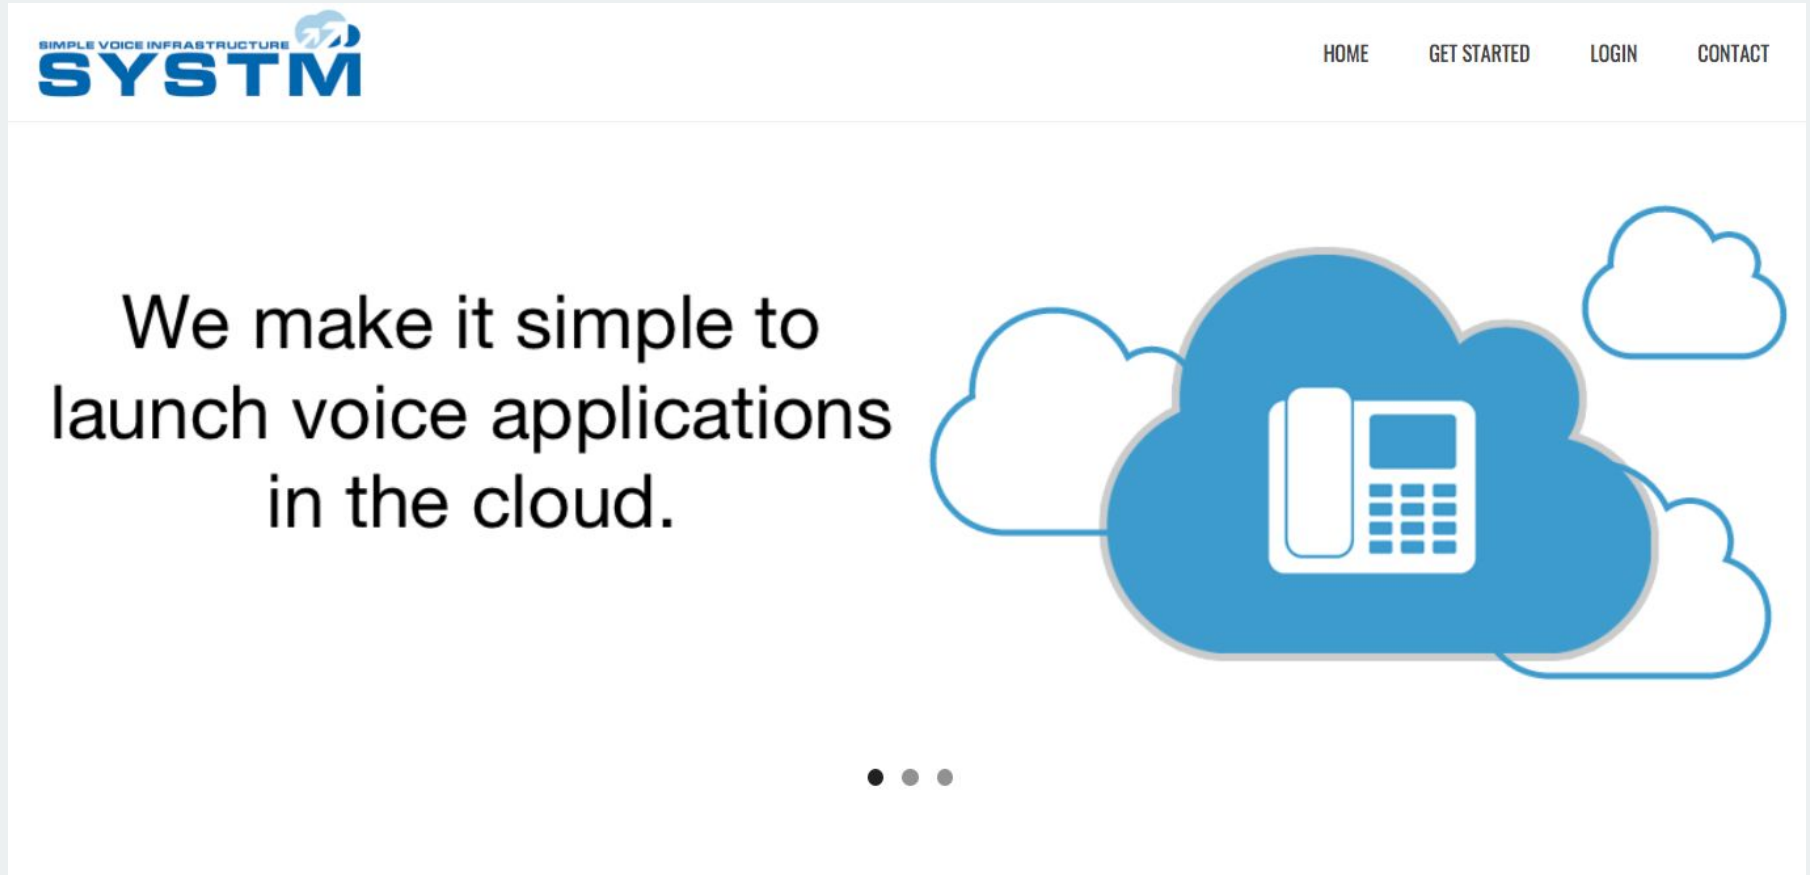 SIMPLE VOICE INFRASTRUCTURE
SYSTM
HOME GET STARTED LOGIN CONTACT
We make it simple to
launch voice applications
in the cloud.